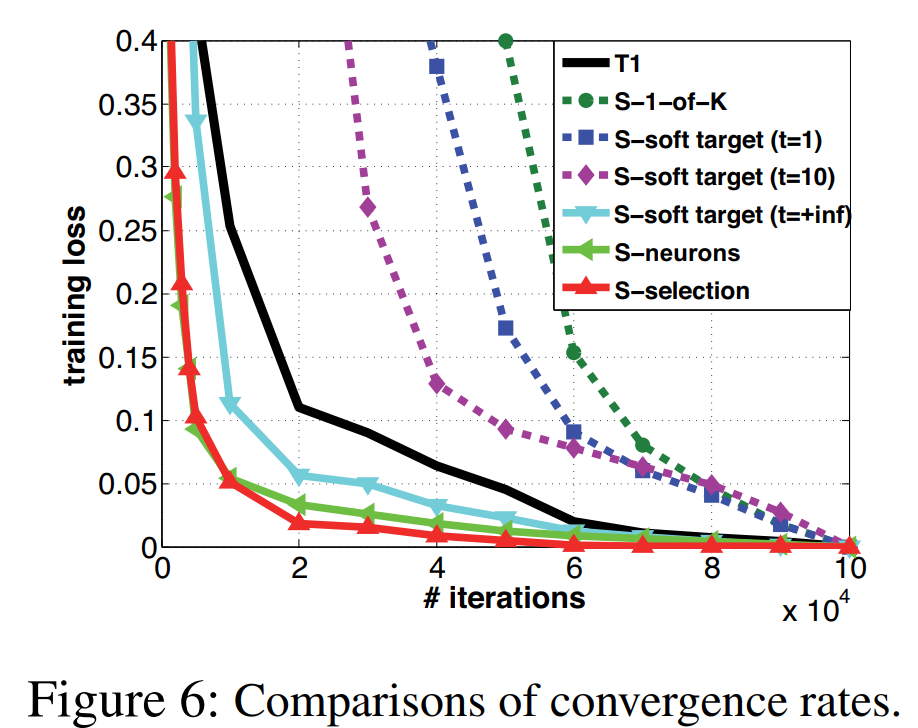 0.4
0.35
0.3
0.25
0.2
0.15
0.1
0.05
0
training loss
T1
S-1-of-K
S-soft target (t=1)
S-soft target (t=10)
S-soft target (t=+inf)
S-neurons
S-selection
0 2 4 6 8 10
# iterations
x 10⁴
Figure 6: Comparisons of convergence rates.